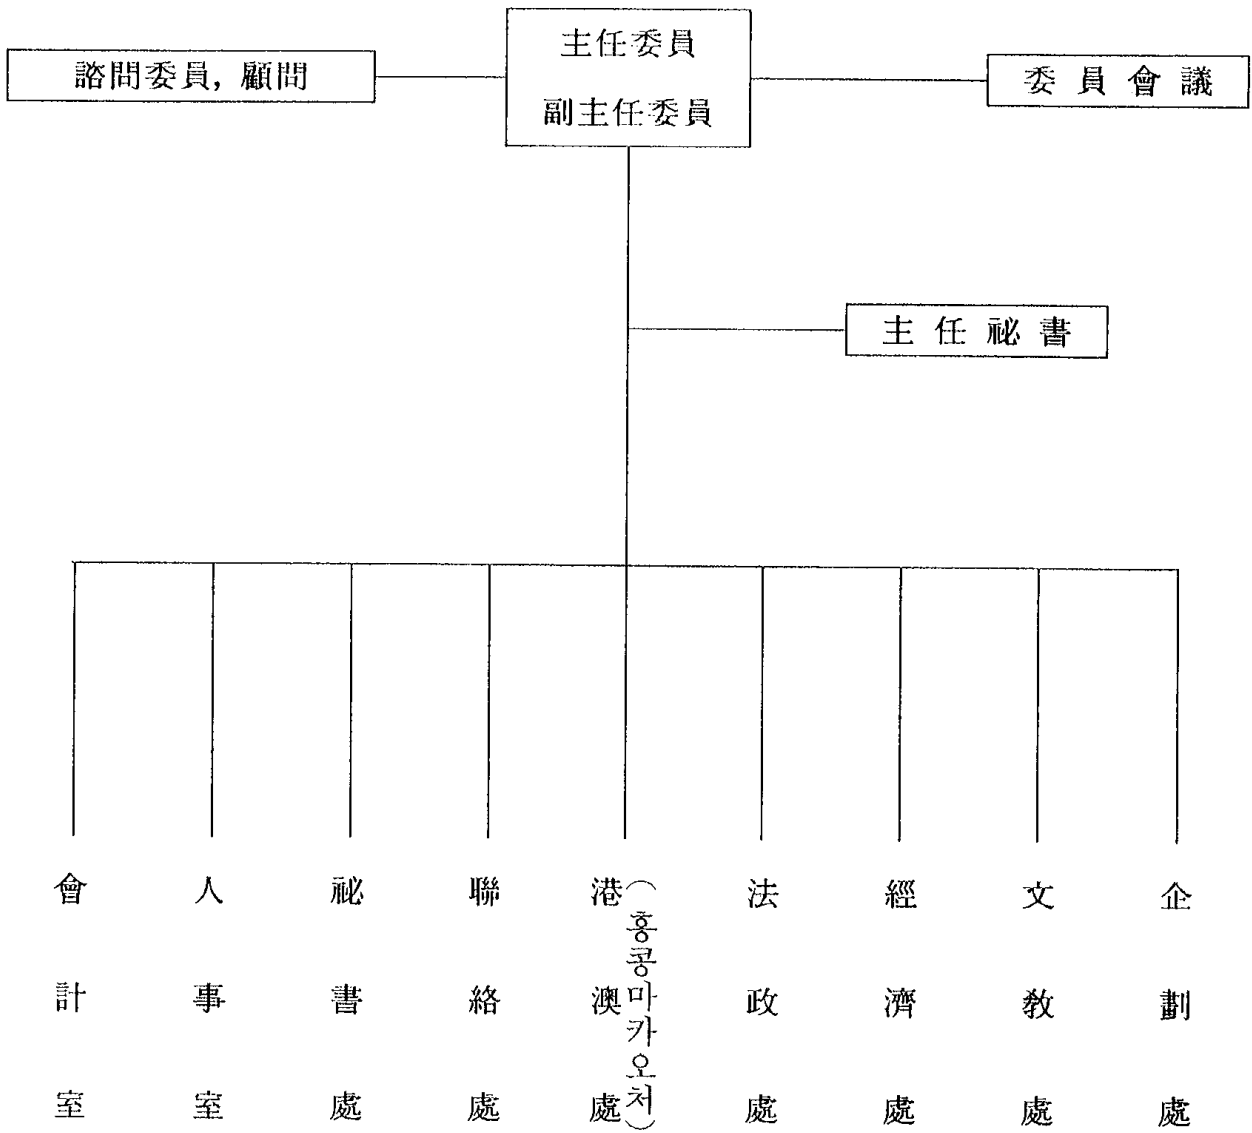 諮問委員, 顧問
主任委員
副主任委員
委員會議
主任祕書
會計室
人事室
祕書處
聯絡處
港澳處
(홍콩마카오처)
法政處
經濟處
文敎處
企劃處